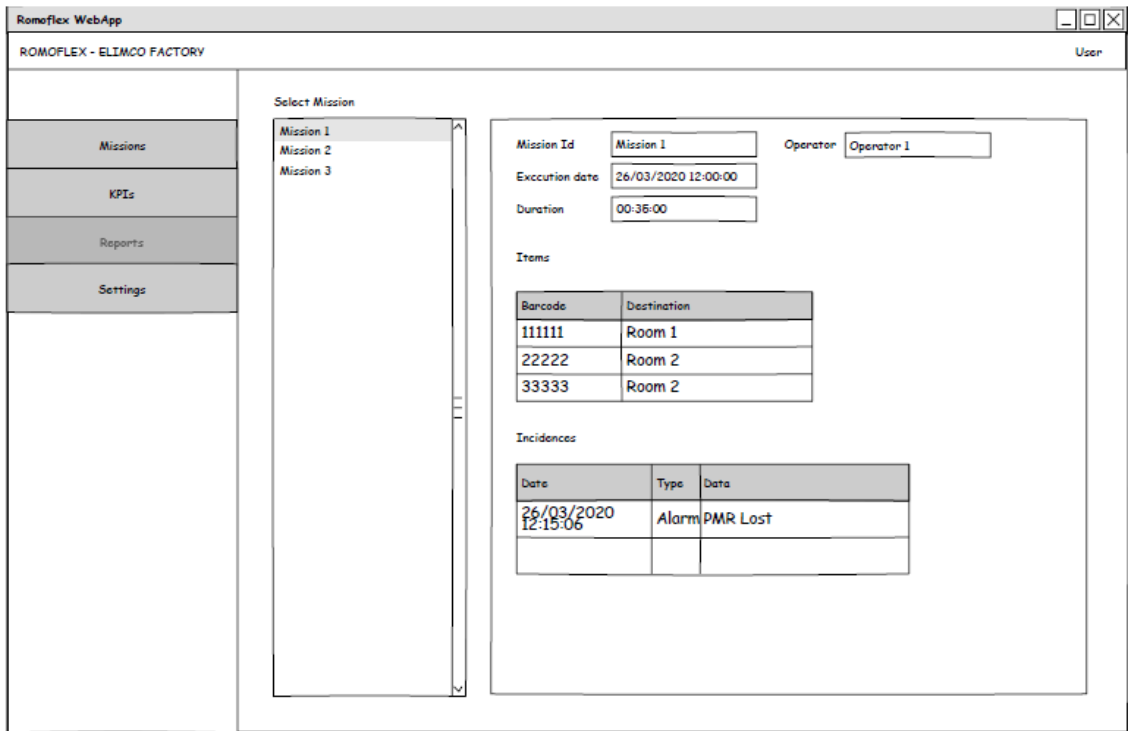 Romoflex WebApp
ROMOFLEX - ELIMCO FACTORY
User
Missions
KPIs
Reports
Settings
Select Mission
Mission 1
Mission 2
Mission 3
Mission Id
Mission 1
Operator
Operator 1
Execution date
26/03/2020 12:00:00
Duration
00:35:00
Items
Barcode Destination
111111 Room 1
22222 Room 2
33333 Room 2
Incidences
Date Type Data
26/03/2020
12:15:06
Alarm PMR Lost